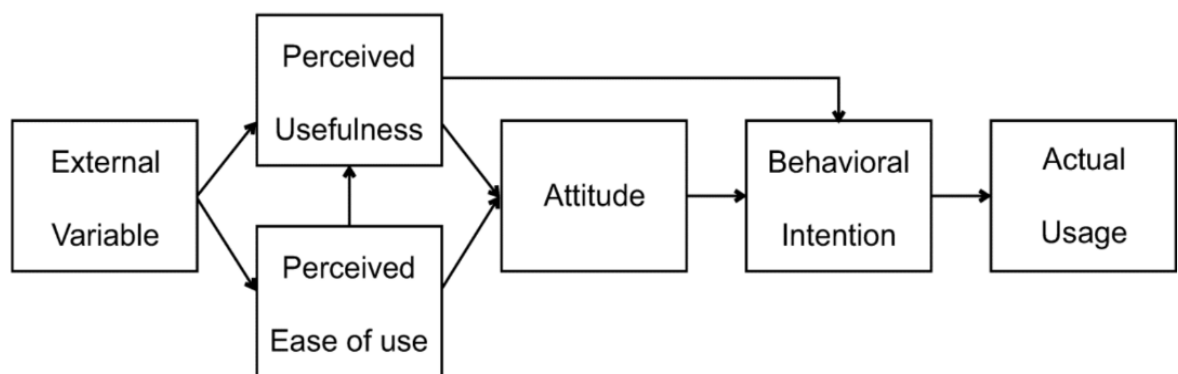 External
Variable
Perceived
Usefulness
Perceived
Ease of use
Attitude
Behavioral
Intention
Actual
Usage